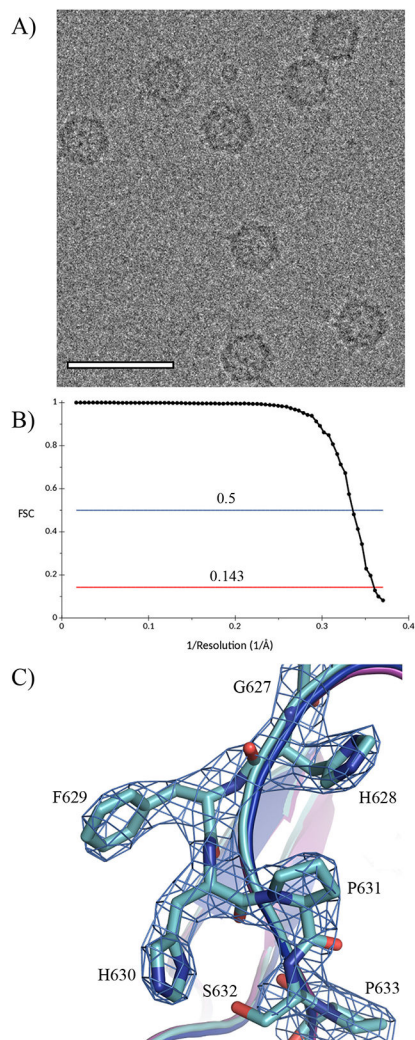 A)
B)
1
0.8
0.6
0.4
0.2
0
FSC
0.5
0.143
0
0.1
0.2
0.3
0.4
1/Resolution (1/Å)
C)
G627
H628
F629
P631
H630
S632
P633